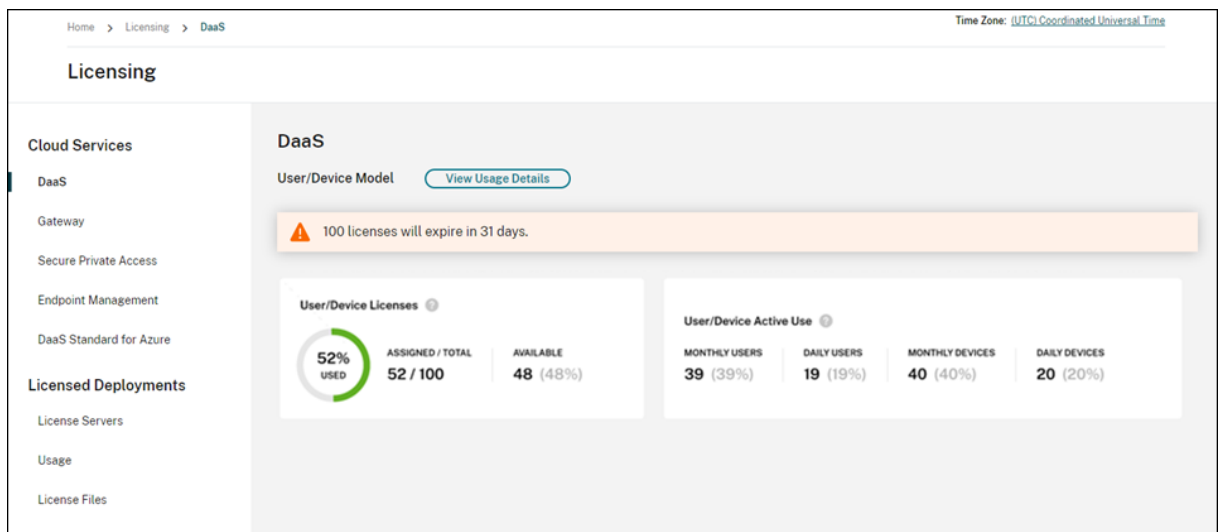 Home > Licensing > DaaS
Time Zone: (UTC) Coordinated Universal Time
Licensing
Cloud Services
DaaS
Gateway
Secure Private Access
Endpoint Management
DaaS Standard for Azure
Licensed Deployments
License Servers
Usage
License Files
DaaS
User/Device Model View Usage Details
100 licenses will expire in 31 days.
User/Device Licenses ?
52%
USED
ASSIGNED / TOTAL
52 / 100
AVAILABLE
48 (48%)
User/Device Active Use ?
MONTHLY USERS
39 (39%)
DAILY USERS
19 (19%)
MONTHLY DEVICES
40 (40%)
DAILY DEVICES
20 (20%)